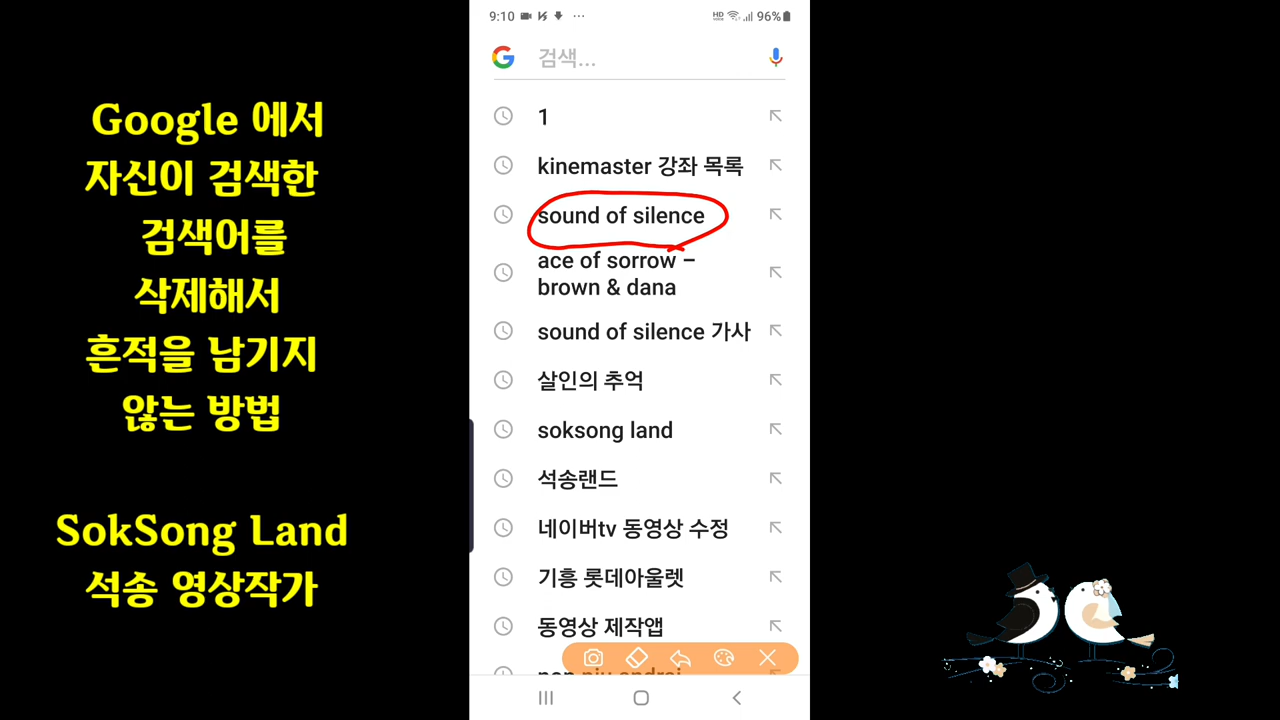 Google 에서
자신이 검색한
검색어를
삭제해서
흔적을 남기지
않는 방법
SokSong Land
석송 영상작가
9:10
HD
VOICE
96%
검색...
1
kinemaster 강좌 목록
sound of silence
ace of sorrow –
brown & dana
sound of silence 가사
살인의 추억
soksong land
석송랜드
네이버tv 동영상 수정
기흥 롯데아울렛
동영상 제작앱